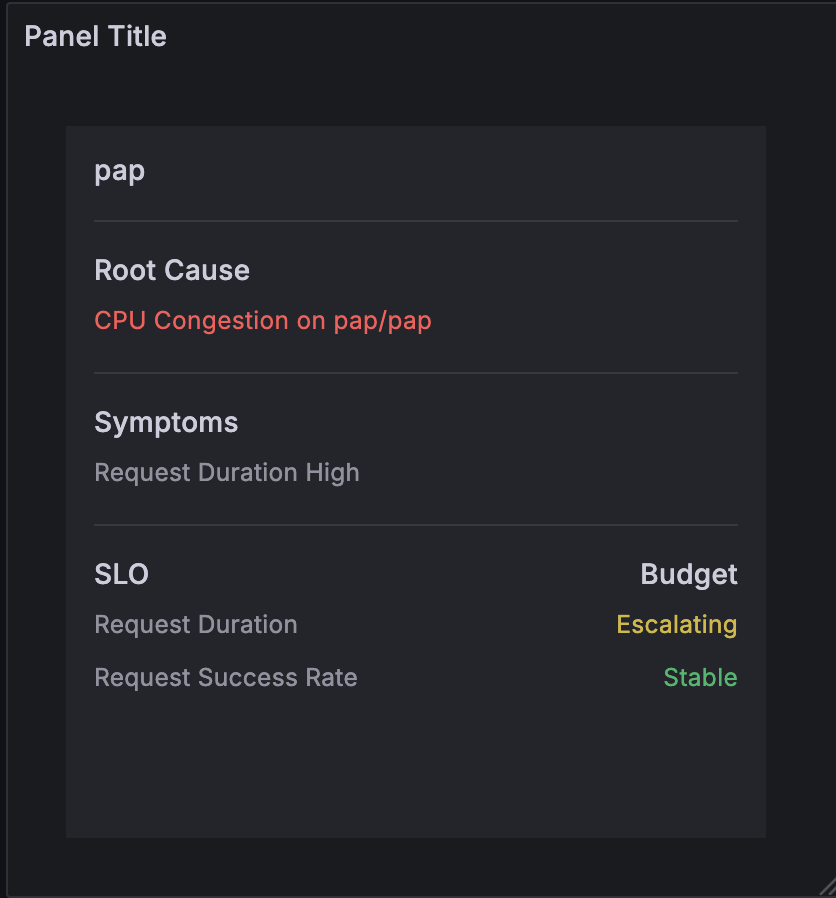 Panel Title
pap
Root Cause
CPU Congestion on pap/pap
Symptoms
Request Duration High
SLO Budget
Request Duration Escalating
Request Success Rate Stable